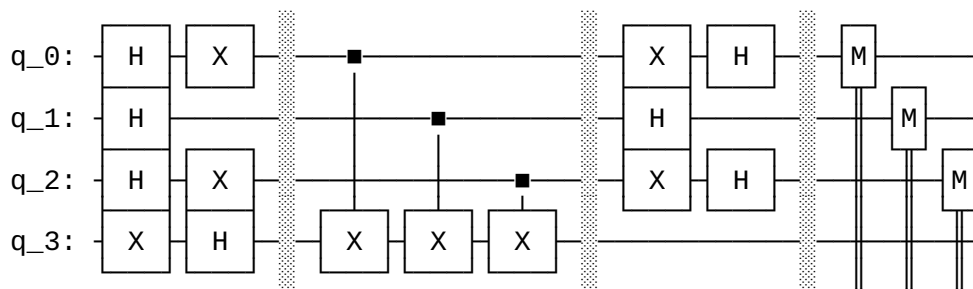 q_0: H X X H M
q_1: H H M
q_2: H X X H M
q_3: X H X X X